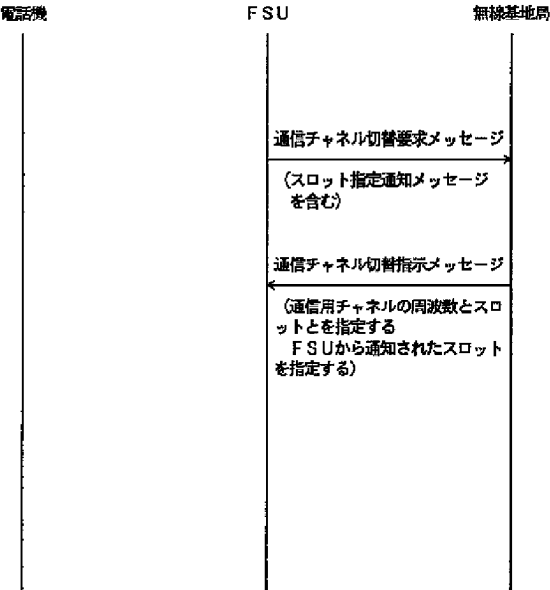 電話機
ＦＳＵ
無線基地局
通信チャネル切替要求メッセージ
（スロット指定通知メッセージ
を含む）
通信チャネル切替指示メッセージ
（通信用チャネルの周波数とスロ
ットとを指定する
ＦＳＵから通知されたスロット
を指定する）